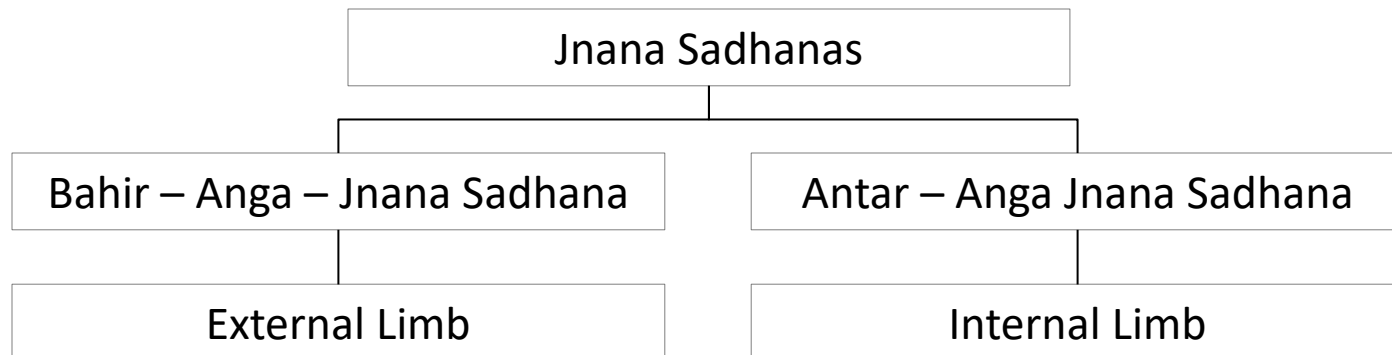 Jnana Sadhanas
Bahir – Anga – Jnana Sadhana
Antar – Anga Jnana Sadhana
External Limb
Internal Limb